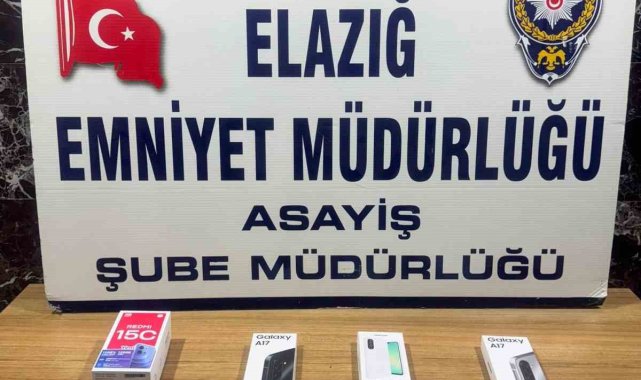 ELAZIĞ
EMNİYET MÜDÜRLÜĞÜ
ASAYİŞ
ŞUBE MÜDÜRLÜĞÜ
REDMI
15C
Galaxy
A17
Galaxy
A17